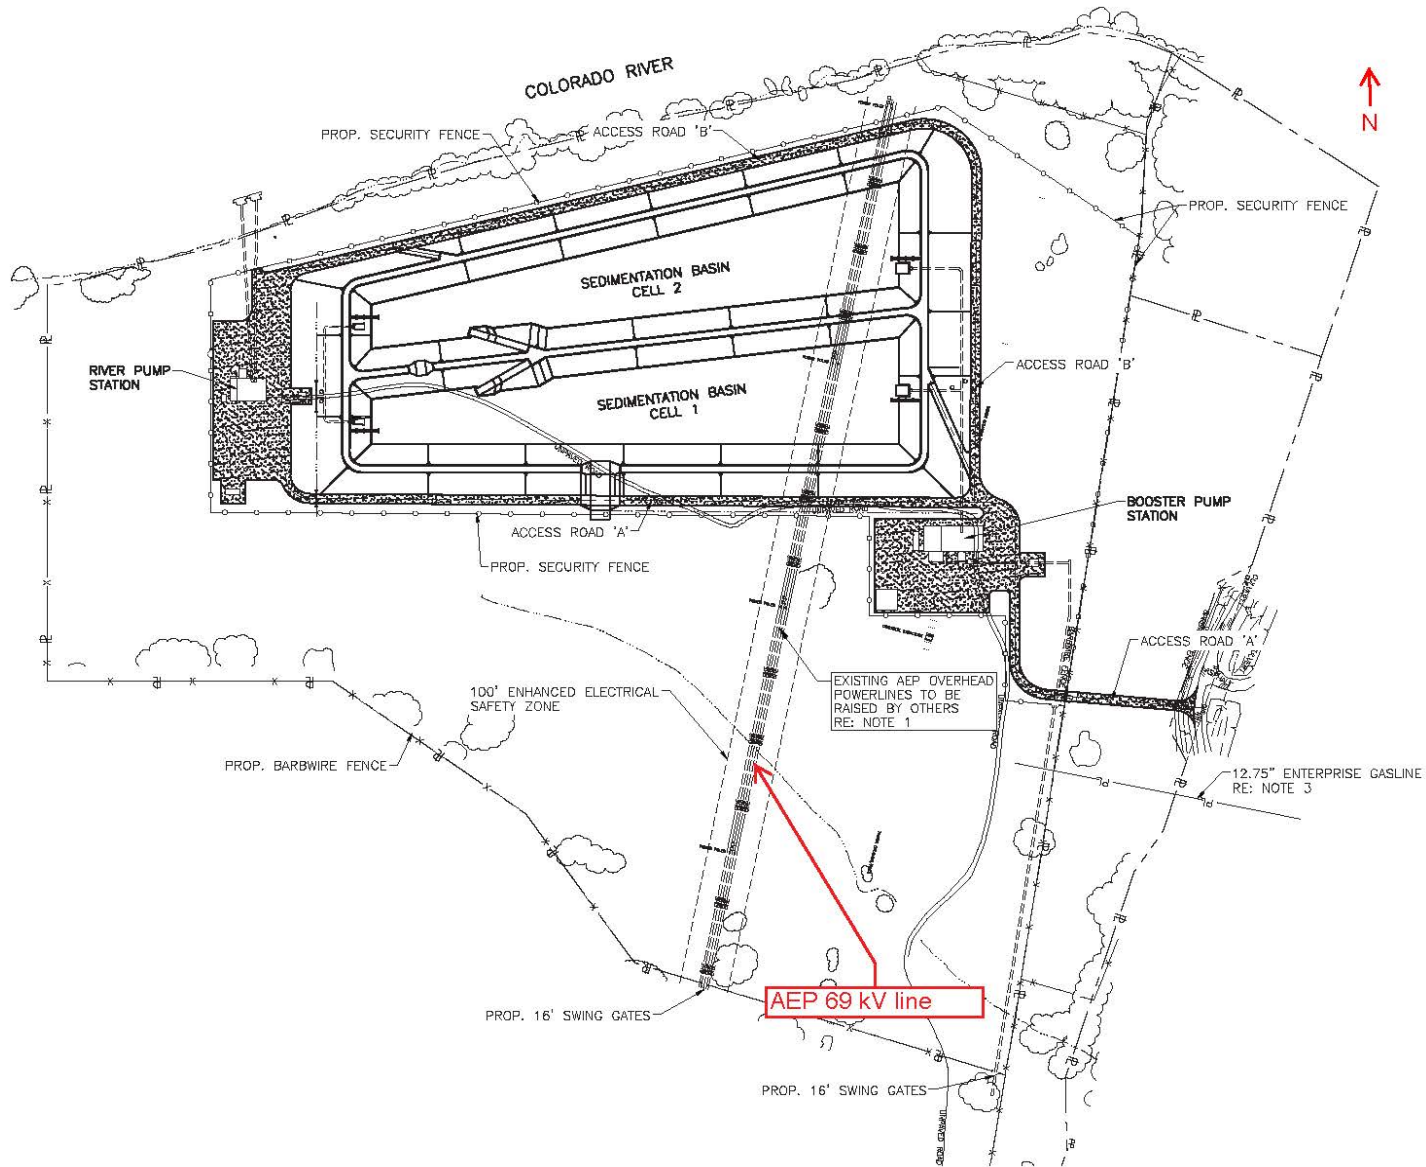 COLORADO RIVER
N
PROP. SECURITY FENCE
ACCESS ROAD 'B'
PROP. SECURITY FENCE
SEDIMENTATION BASIN
CELL 2
RIVER PUMP
STATION
ACCESS ROAD 'B'
SEDIMENTATION BASIN
CELL 1
BOOSTER PUMP
STATION
ACCESS ROAD 'A'
PROP. SECURITY FENCE
ACCESS ROAD 'A'
EXISTING AEP OVERHEAD
POWERLINES TO BE
RAISED BY OTHERS
RE: NOTE 1
100' ENHANCED ELECTRICAL
SAFETY ZONE
PROP. BARBWIRE FENCE
12.75" ENTERPRISE GASLINE
RE: NOTE 3
AEP 69 kV line
PROP. 16' SWING GATES
PROP. 16' SWING GATES
UNPAVED ROAD